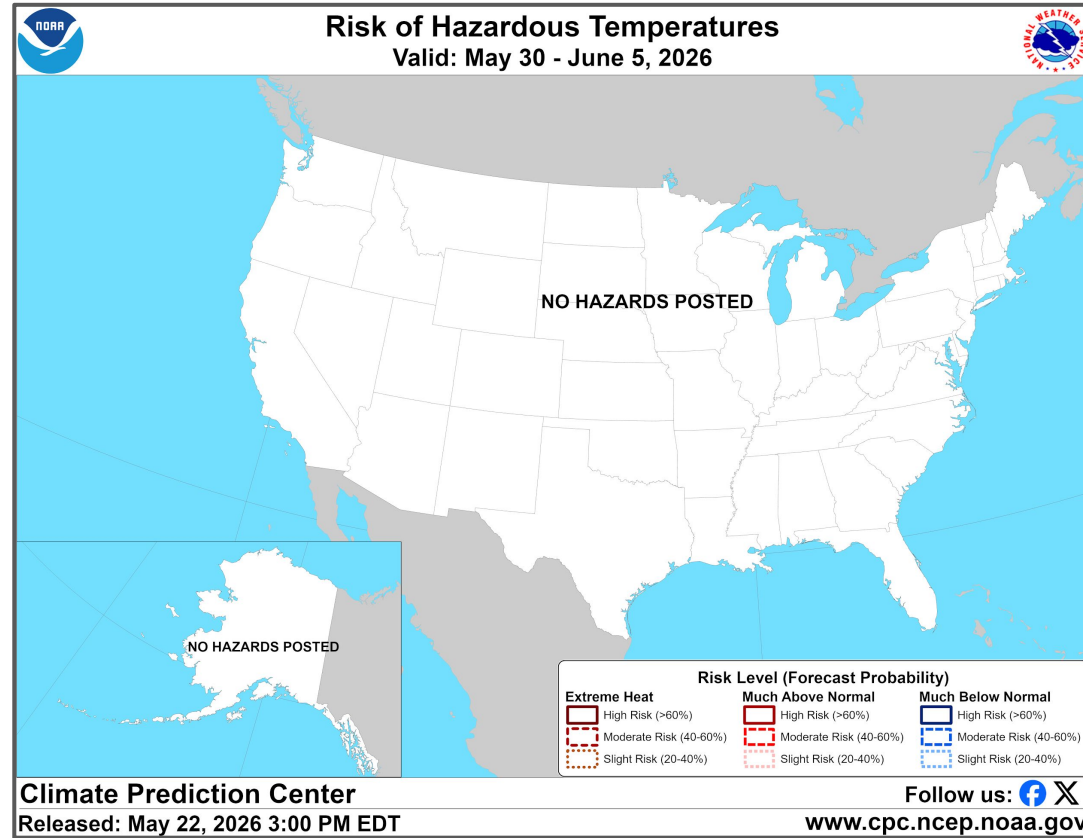 NOAA
Risk of Hazardous Temperatures
Valid: May 30 - June 5, 2026
NATIONAL WEATHER SERVICE
NO HAZARDS POSTED
NO HAZARDS POSTED
Risk Level (Forecast Probability)
Extreme Heat
High Risk (>60%)
Moderate Risk (40-60%)
Slight Risk (20-40%)
Much Above Normal
High Risk (>60%)
Moderate Risk (40-60%)
Slight Risk (20-40%)
Much Below Normal
High Risk (>60%)
Moderate Risk (40-60%)
Slight Risk (20-40%)
Climate Prediction Center
Follow us:
Released: May 22, 2026 3:00 PM EDT
www.cpc.ncep.noaa.gov